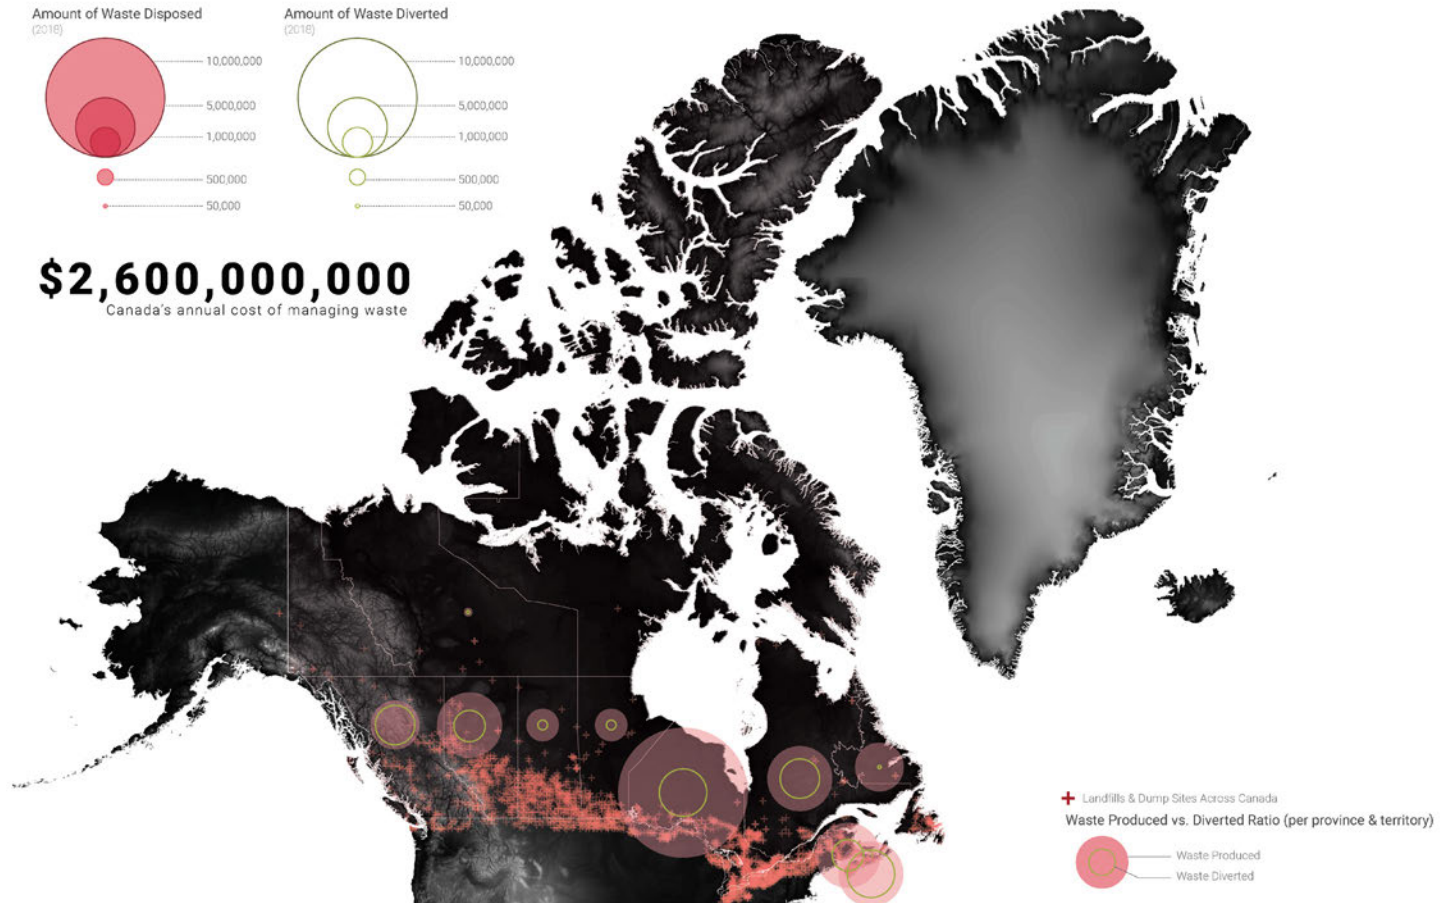 Amount of Waste Disposed
(2018)
10,000,000
5,000,000
1,000,000
500,000
50,000
Amount of Waste Diverted
(2018)
10,000,000
5,000,000
1,000,000
500,000
50,000
$2,600,000,000
Canada's annual cost of managing waste
Landfills & Dump Sites Across Canada
Waste Produced vs. Diverted Ratio (per province & territory)
Waste Produced
Waste Diverted